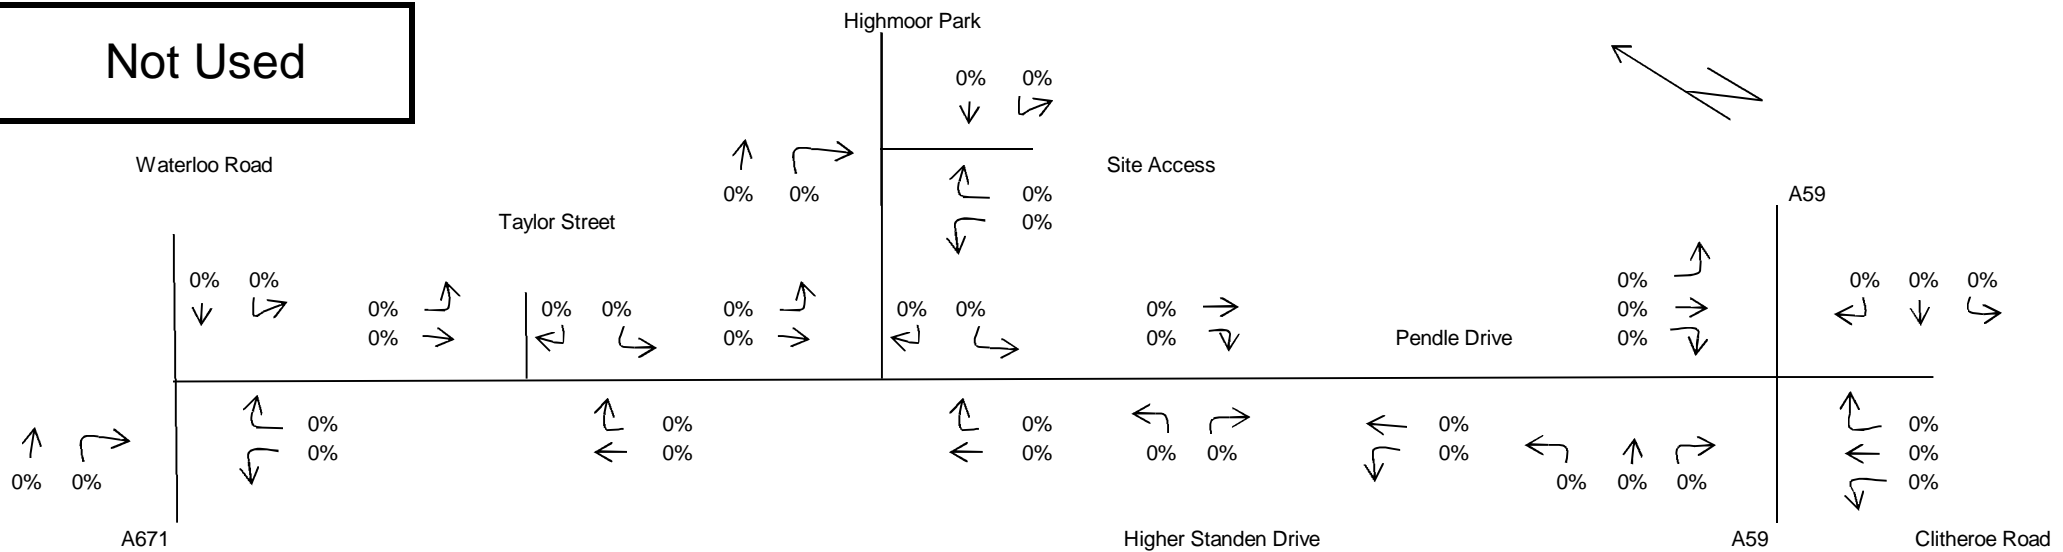 Highmoor Park
Not Used
0% 0%
Waterloo Road
Site Access
0% 0% 0%
A59
Taylor Street
0%
0% 0% 0% 0% 0% 0%
0% 0% 0% 0% 0% 0% 0% 0% 0%
0% 0% 0% Pendle Drive 0%
0% 0% 0% 0%
0% 0% 0% 0% 0% 0% 0%
0% 0% 0% 0% 0% 0%
A671
Higher Standen Drive
A59
Clitheroe Road